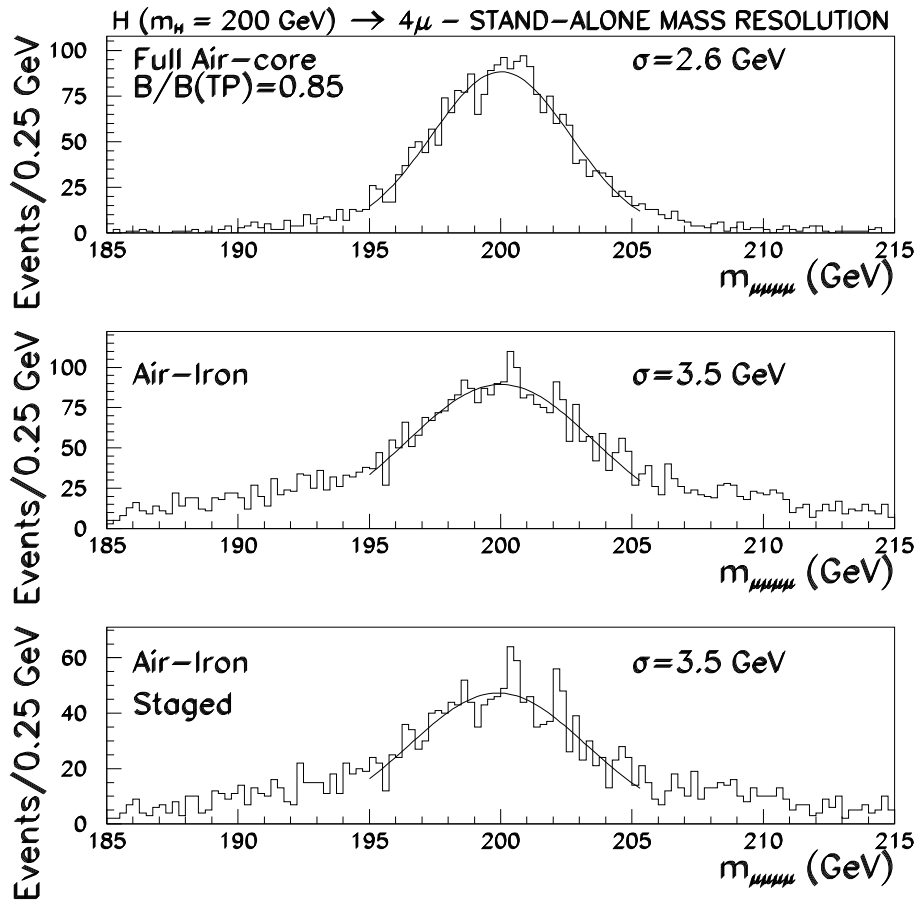 H (mH = 200 GeV) → 4μ – STAND–ALONE MASS RESOLUTION
Events/0.25 GeV
100
75
50
25
0
Full Air–core
B/B(TP)=0.85
σ=2.6 GeV
185 190 195 200 205 210 215
mμμμμ (GeV)
Events/0.25 GeV
100
75
50
25
0
Air–Iron
σ=3.5 GeV
185 190 195 200 205 210 215
mμμμμ (GeV)
Events/0.25 GeV
60
40
20
0
Air–Iron
Staged
σ=3.5 GeV
185 190 195 200 205 210 215
mμμμμ (GeV)